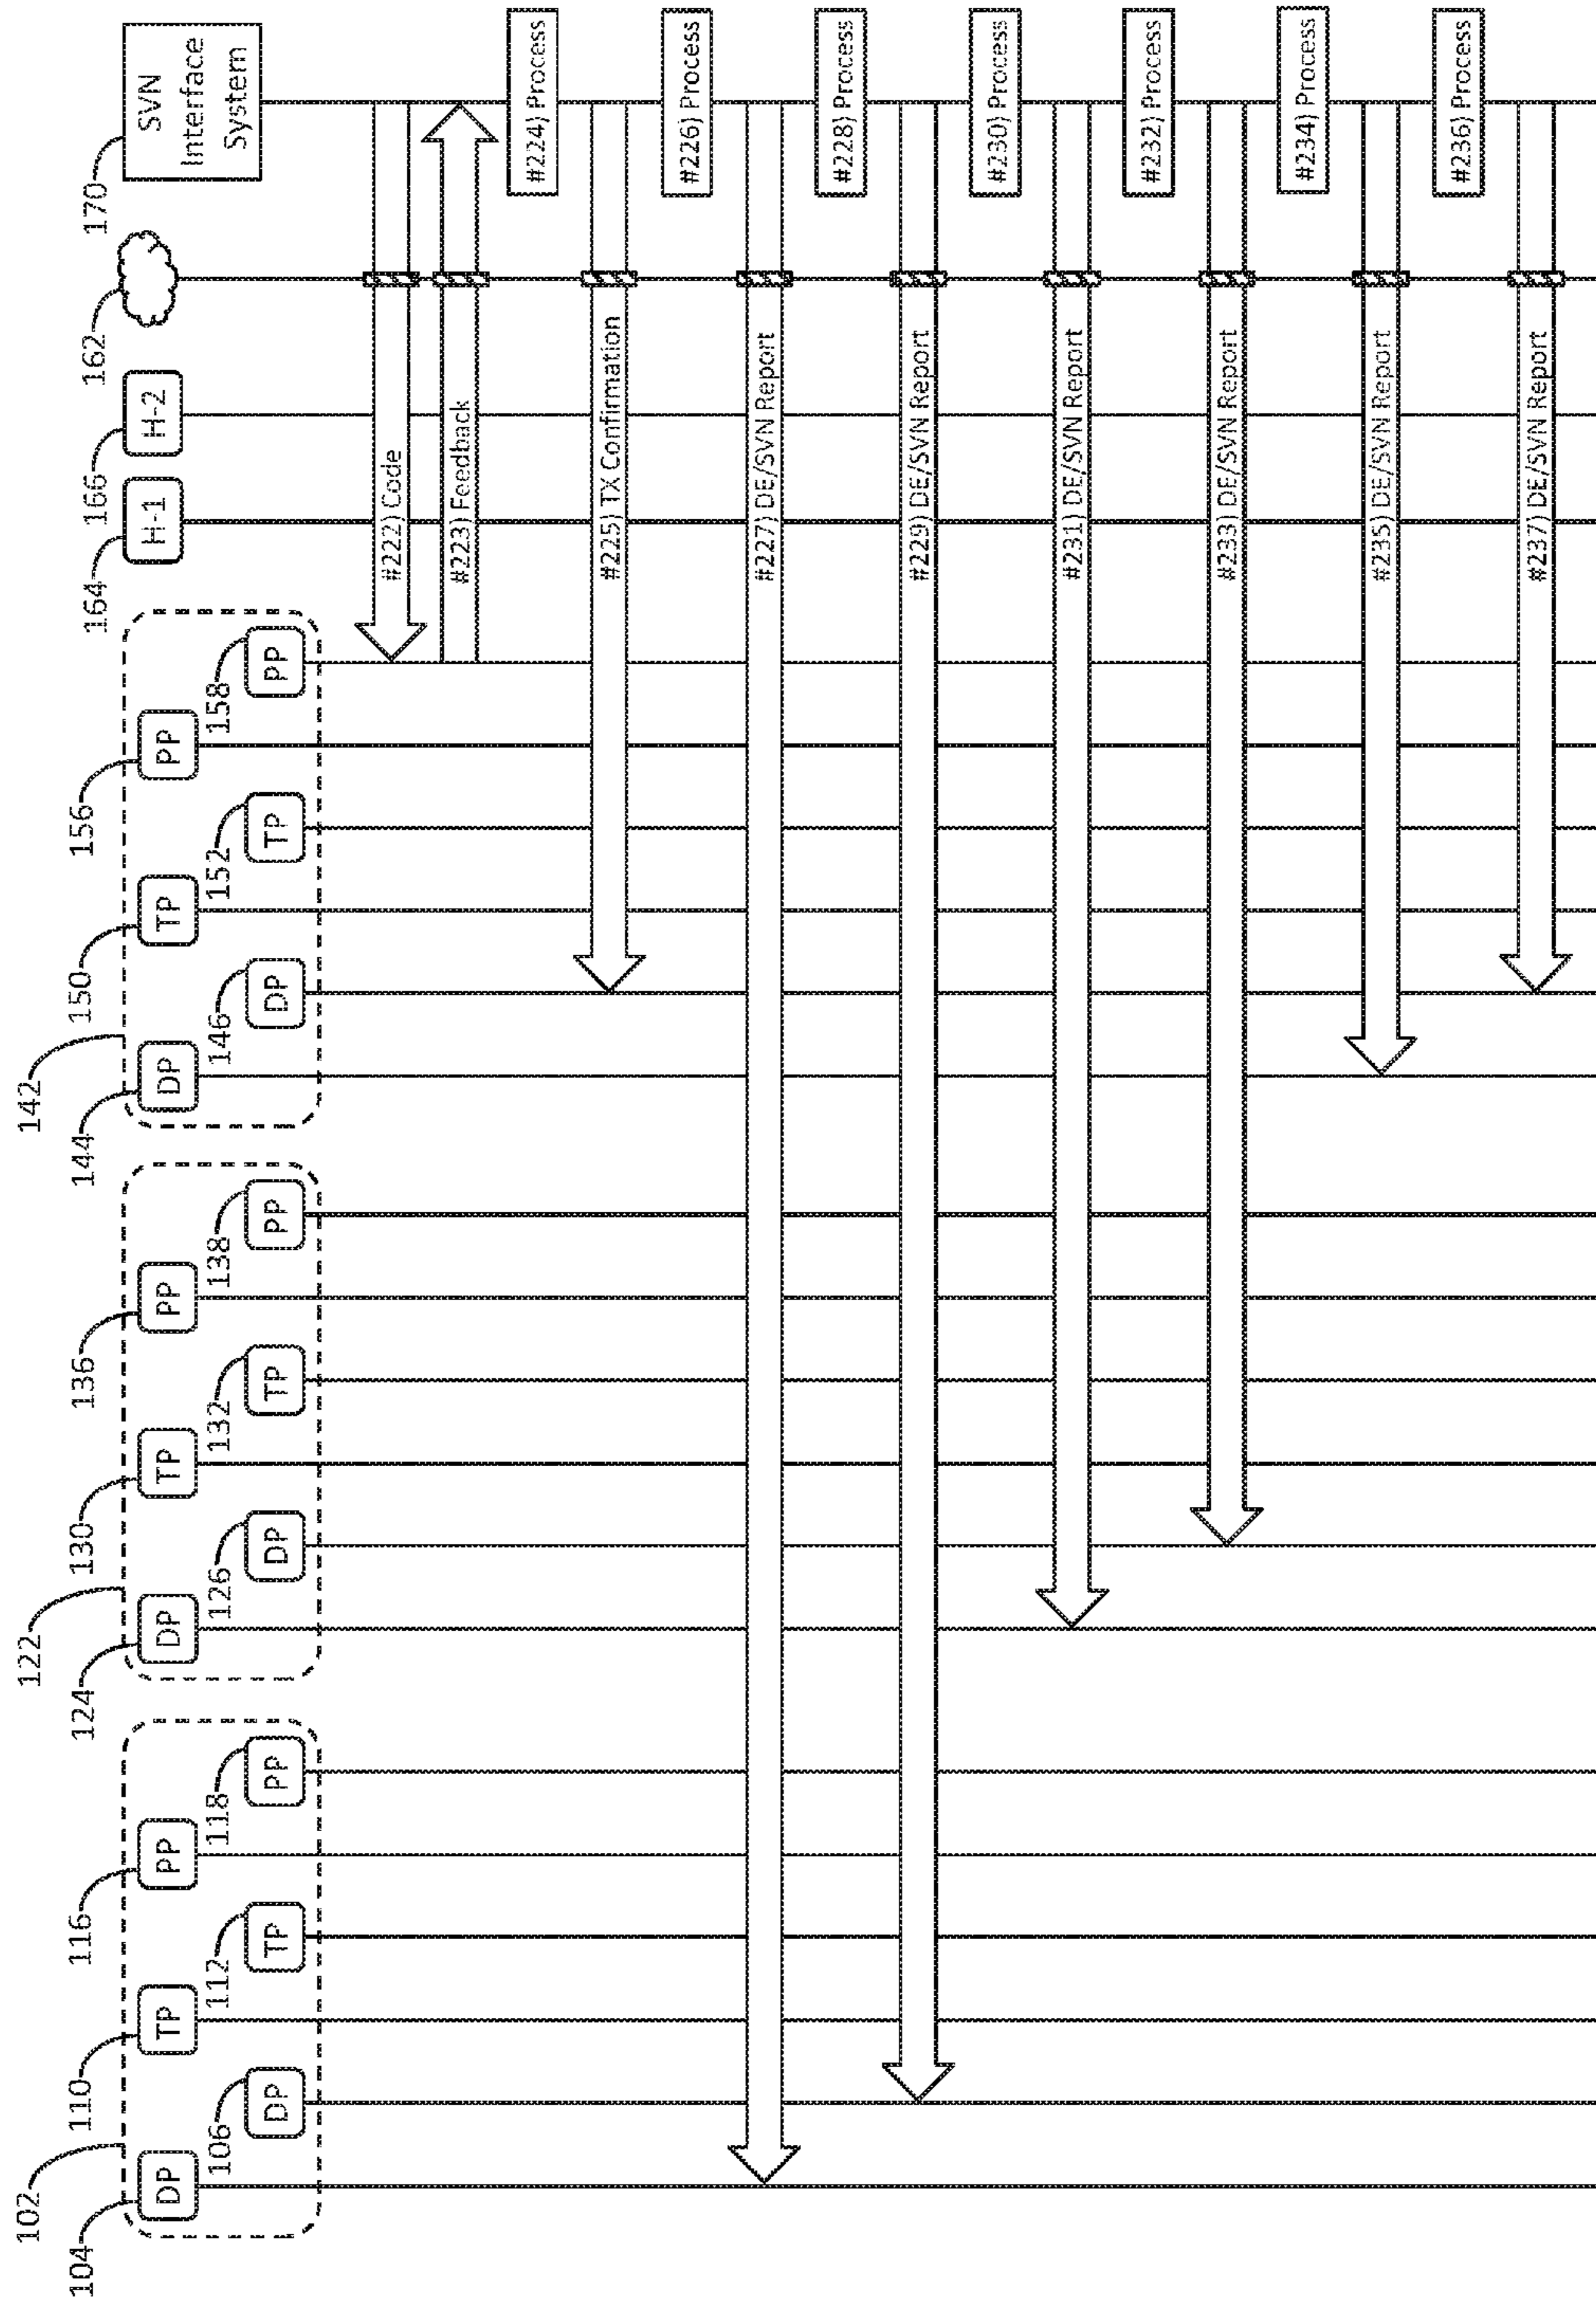 102
104
DP
106
DP
110
TP
112
TP
116
PP
118
PP
122
124
DP
126
DP
130
TP
132
TP
136
PP
138
PP
142
144
DP
146
DP
150
TP
152
TP
156
PP
158
PP
164
H-1
166
H-2
162
170
SVN
Interface
System
#222) Code
#223) Feedback
#224) Process
#225) TX Confirmation
#226) Process
#227) DE/SVN Report
#228) Process
#229) DE/SVN Report
#230) Process
#231) DE/SVN Report
#232) Process
#233) DE/SVN Report
#234) Process
#235) DE/SVN Report
#236) Process
#237) DE/SVN Report